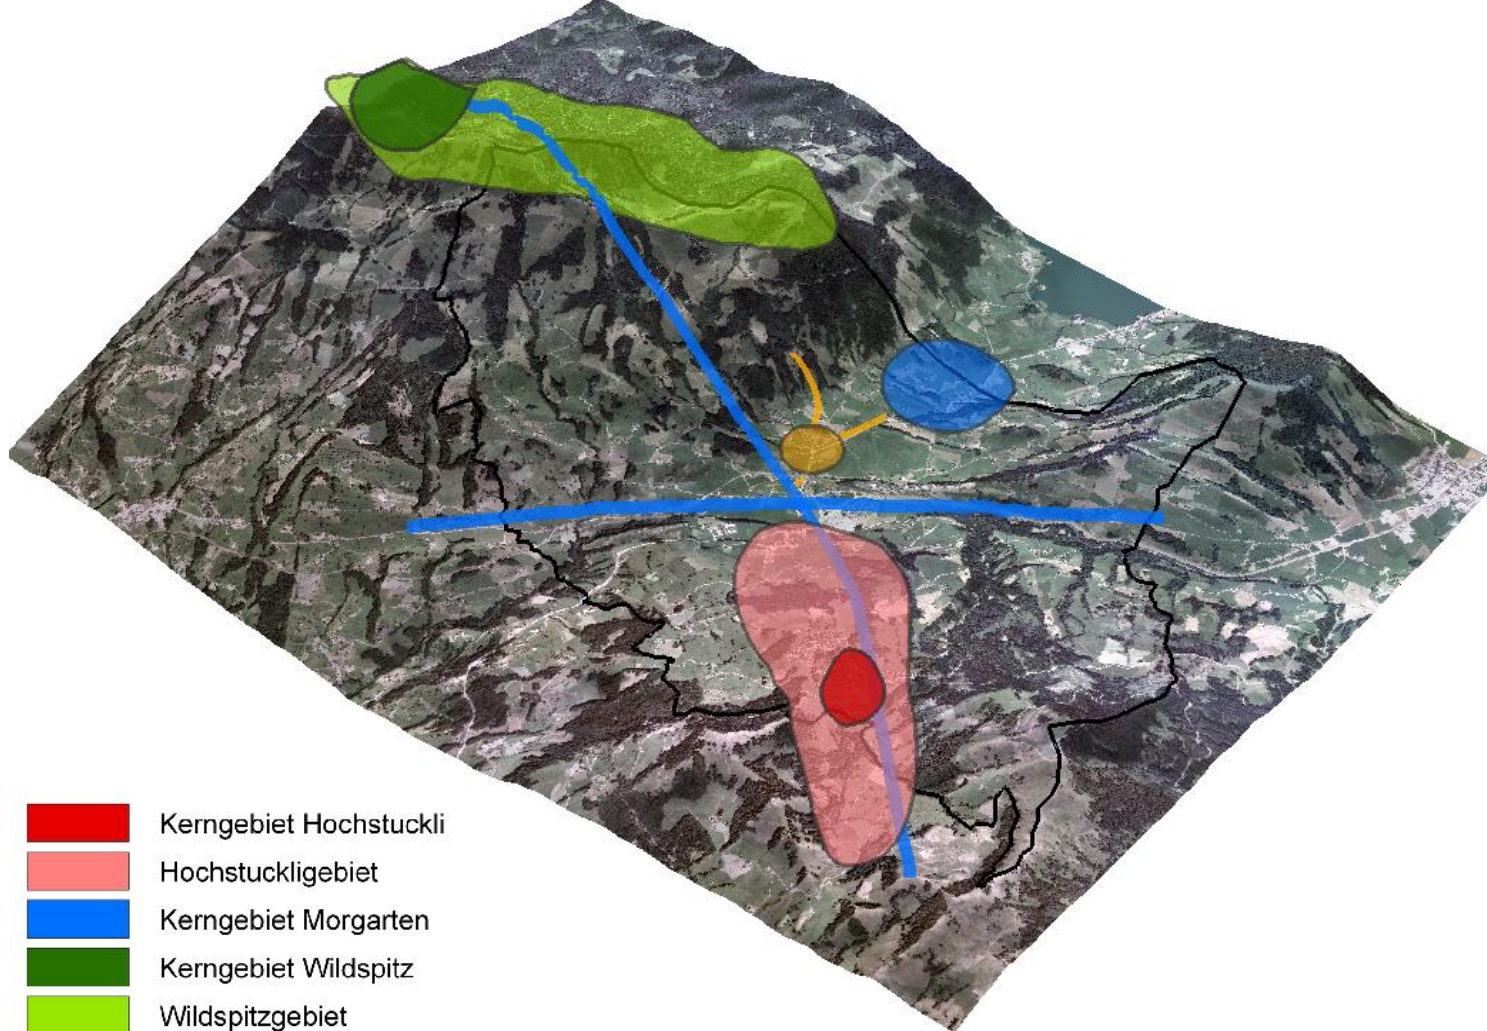 Kerngebiet Hochstuckli
Hochstuckligebiet
Kerngebiet Morgarten
Kerngebiet Wildspitz
Wildspitzgebiet